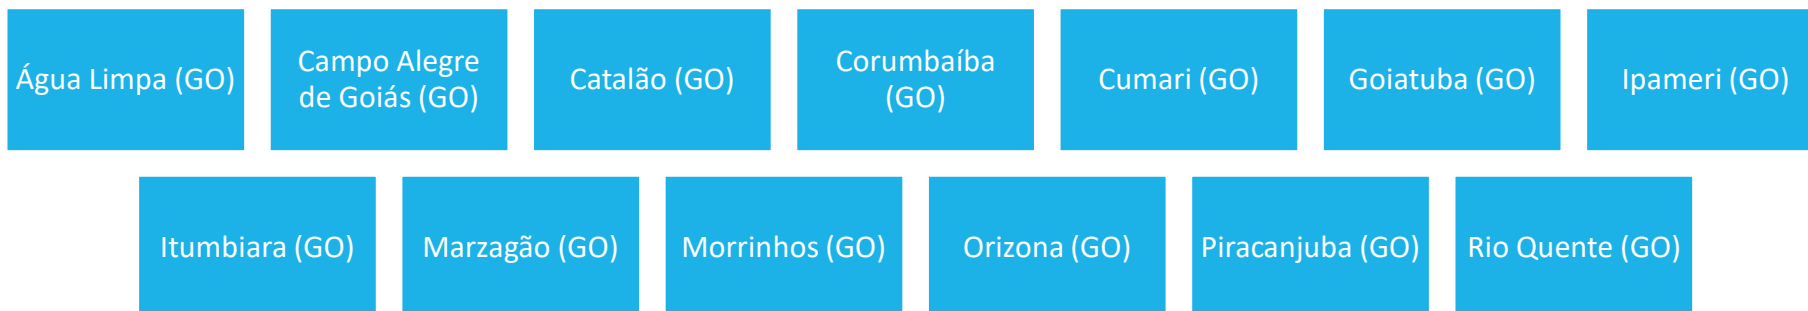 Água Limpa (GO)
Campo Alegre
de Goiás (GO)
Catalão (GO)
Corumbaíba
(GO)
Cumari (GO)
Goiatuba (GO)
Ipameri (GO)
Itumbiara (GO)
Marzagão (GO)
Morrinhos (GO)
Orizona (GO)
Piracanjuba (GO)
Rio Quente (GO)